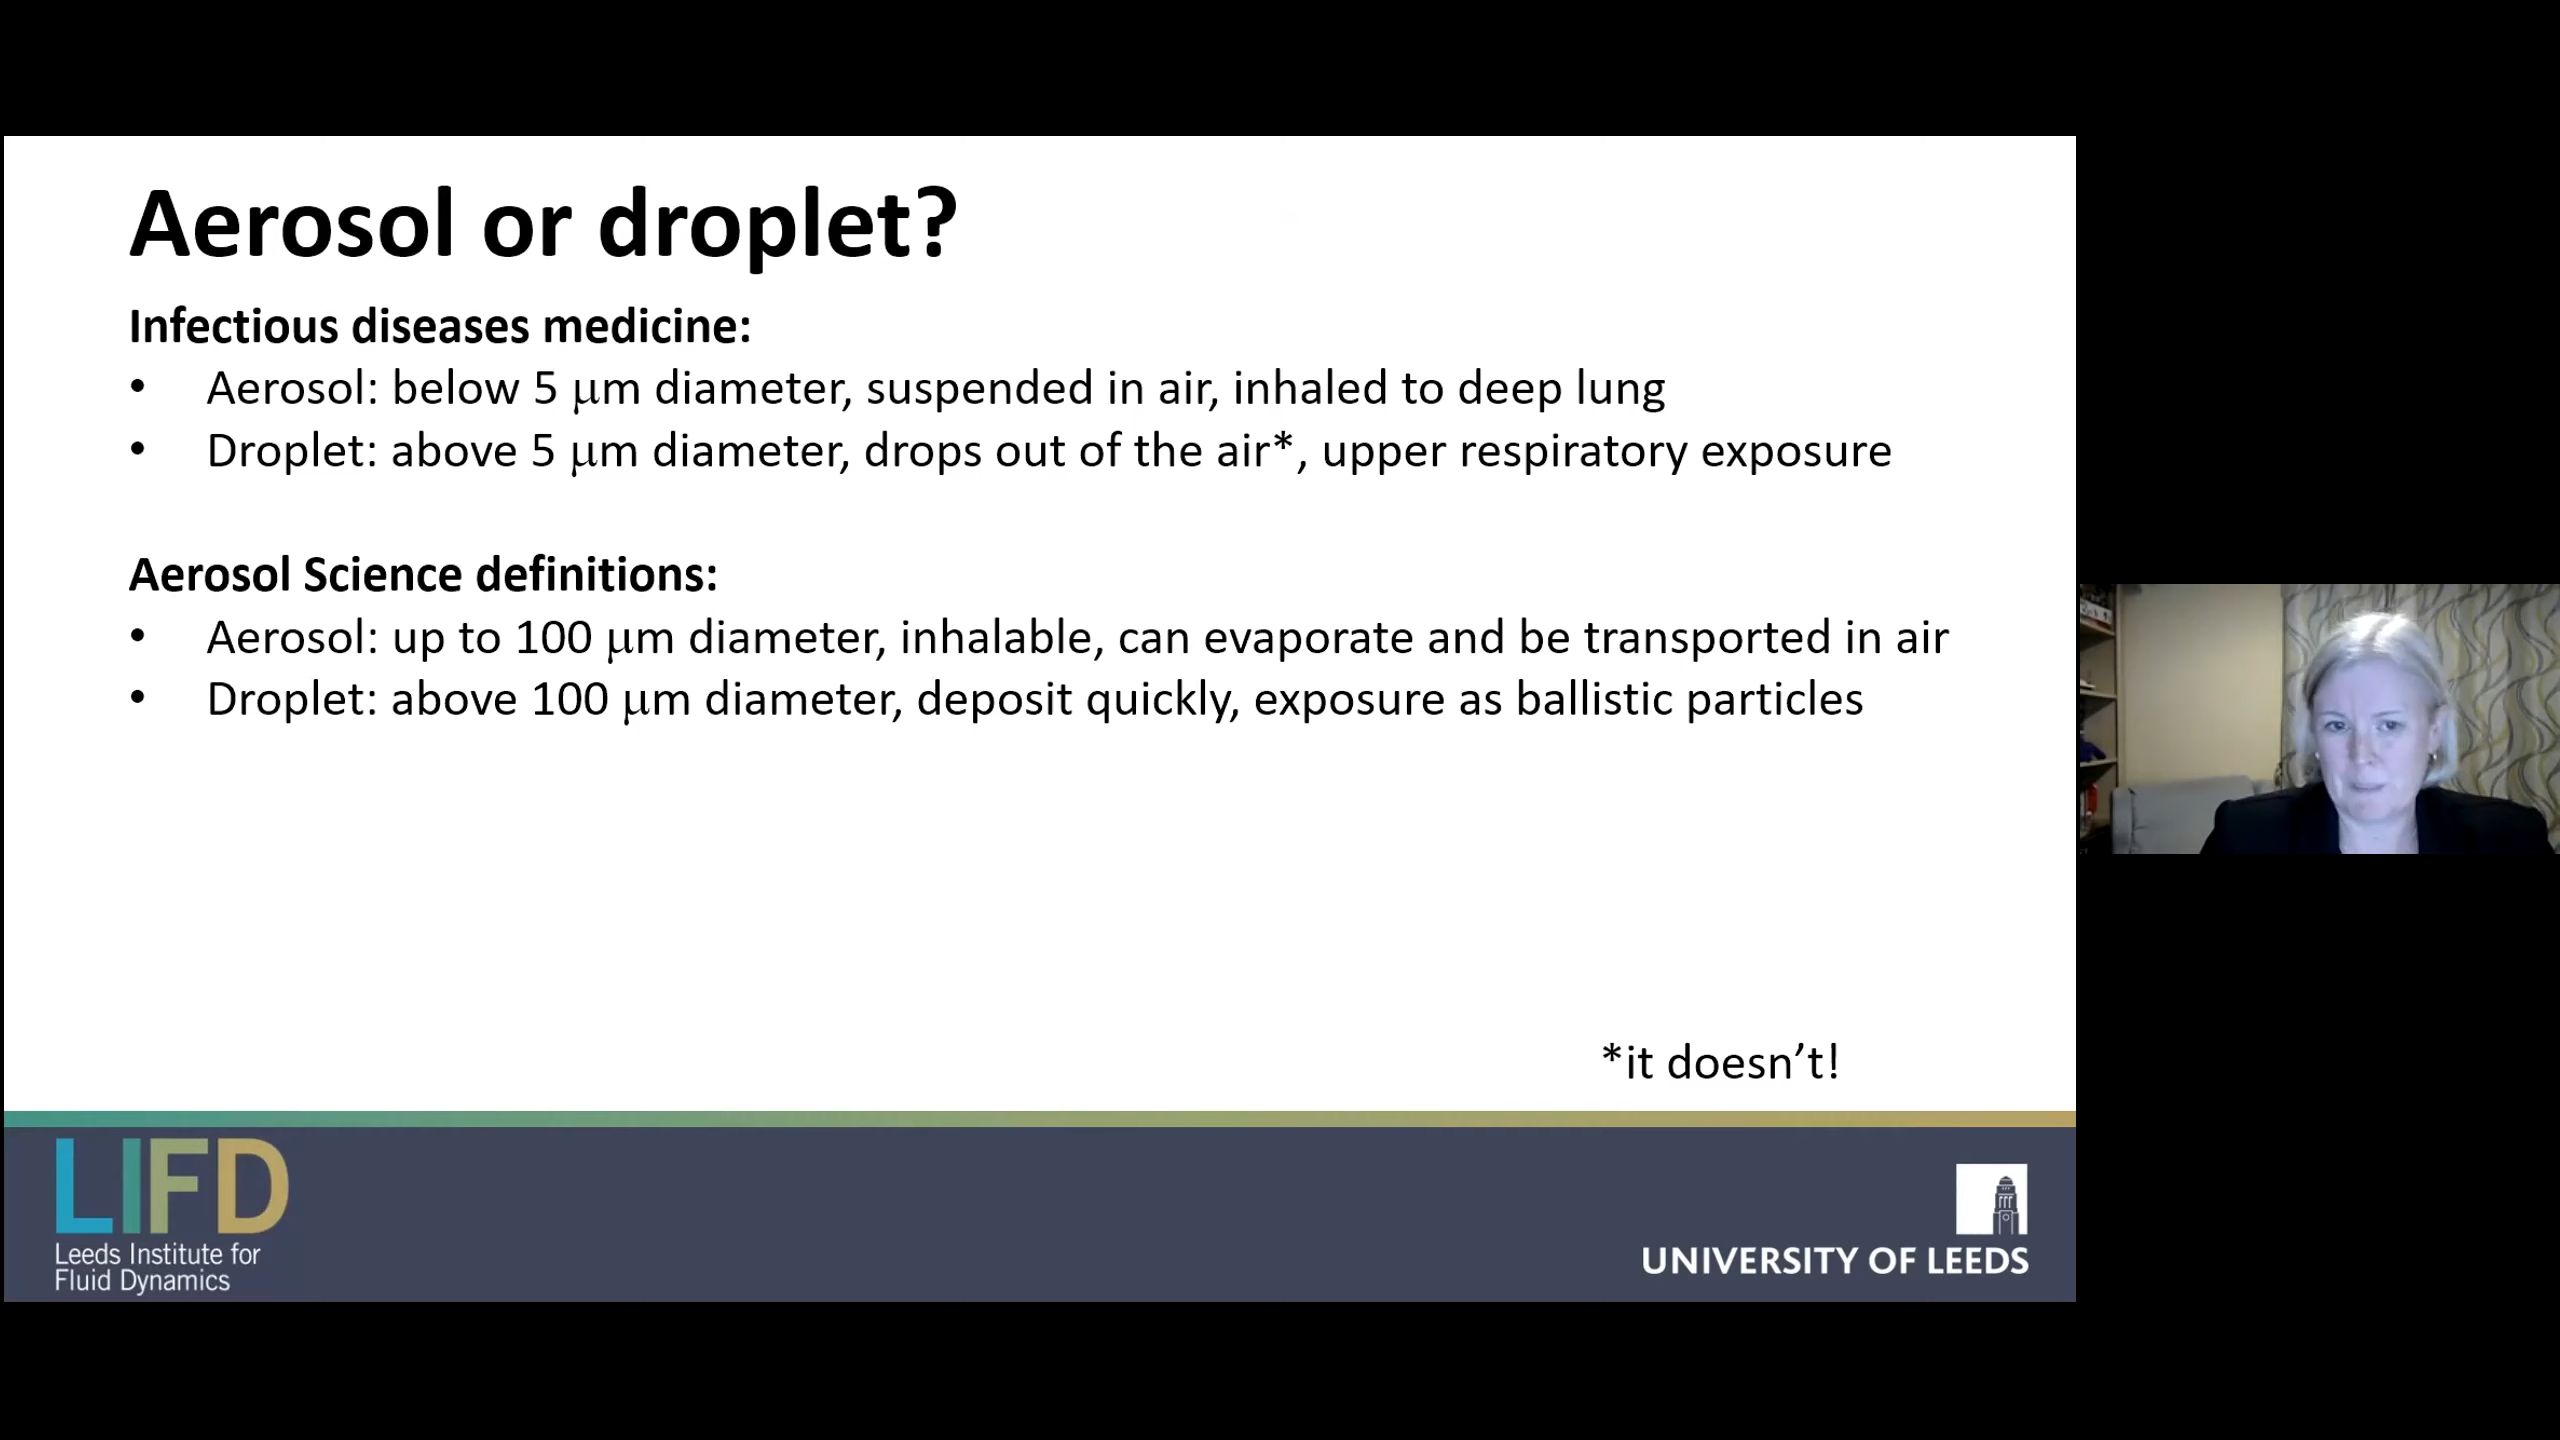 Aerosol or droplet?
Infectious diseases medicine:
• Aerosol: below 5 μm diameter, suspended in air, inhaled to deep lung
• Droplet: above 5 μm diameter, drops out of the air*, upper respiratory exposure
Aerosol Science definitions:
• Aerosol: up to 100 μm diameter, inhalable, can evaporate and be transported in air
• Droplet: above 100 μm diameter, deposit quickly, exposure as ballistic particles
*it doesn’t!
LIFD
Leeds Institute for
Fluid Dynamics
UNIVERSITY OF LEEDS